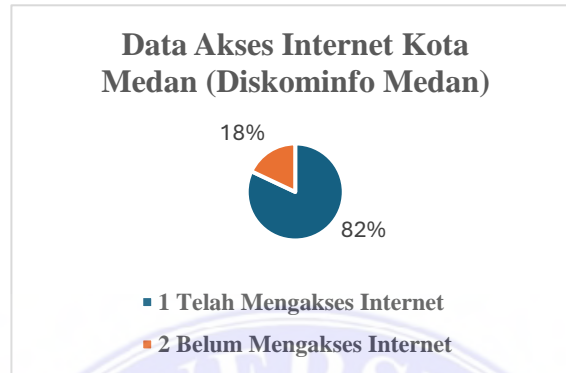 Data Akses Internet Kota
Medan (Diskominfo Medan)
18%
82%
1 Telah Mengakses Internet
2 Belum Mengakses Internet